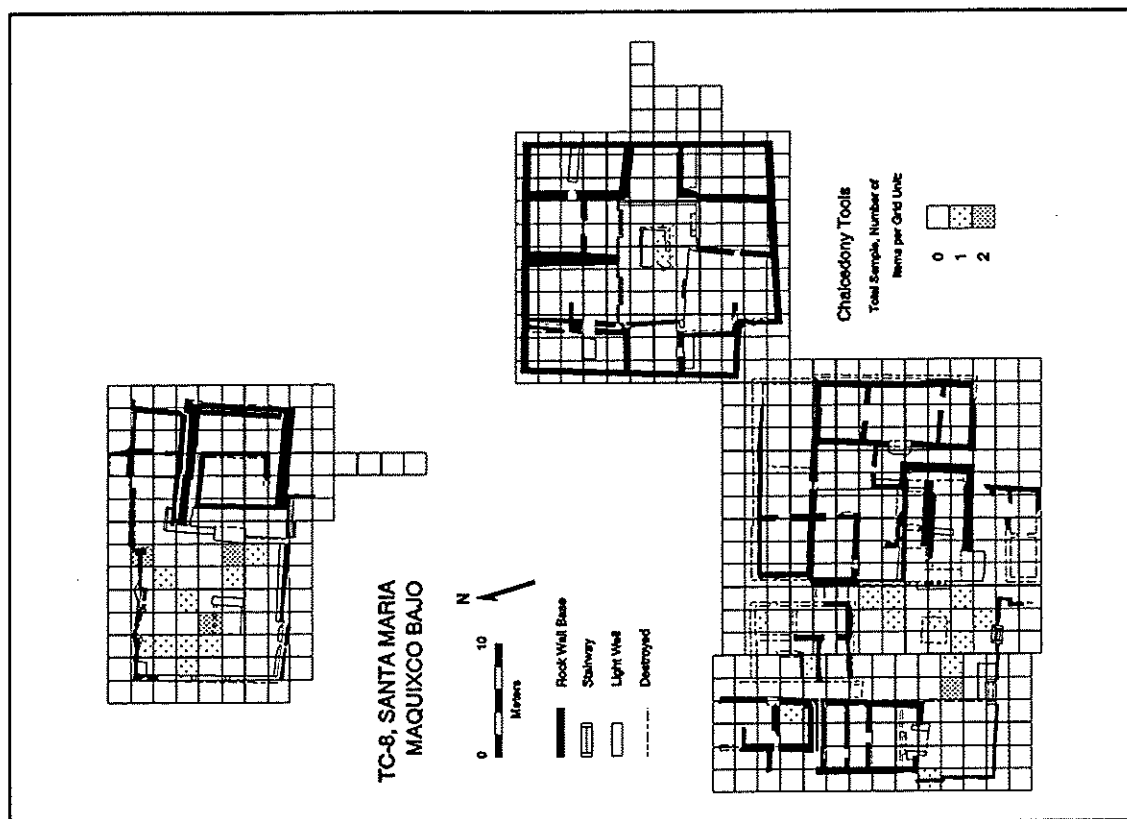 TC-8, SANTA MARIA
MAQUIXCO BAJO
N
0 10
Meters
Rock Wall Base
Stairway
Light Well
Destroyed
Chalcedony Tools
Total Sample, Number of
Items per Grid Unit:
0
1
2